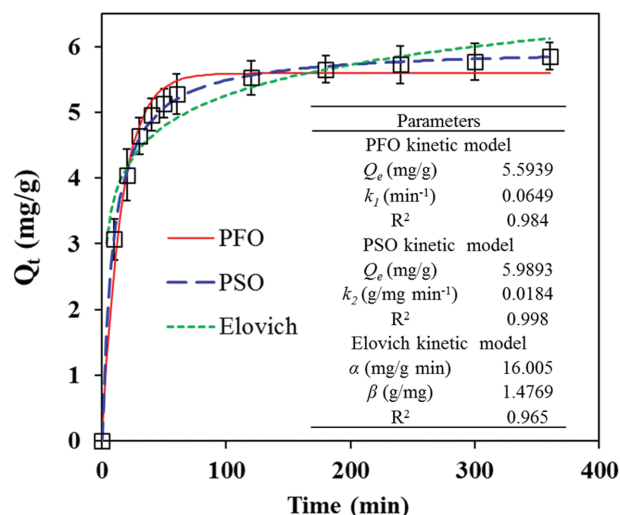 6
5
4
3
2
1
0
Qt (mg/g)
PFO
PSO
Elovich
Parameters
PFO kinetic model
Qe (mg/g) 5.5939
k1 (min-1) 0.0649
R2 0.984
PSO kinetic model
Qe (mg/g) 5.9893
k2 (g/mg min-1) 0.0184
R2 0.998
Elovich kinetic model
α (mg/g min) 16.005
β (g/mg) 1.4769
R2 0.965
0 100 200 300 400
Time (min)